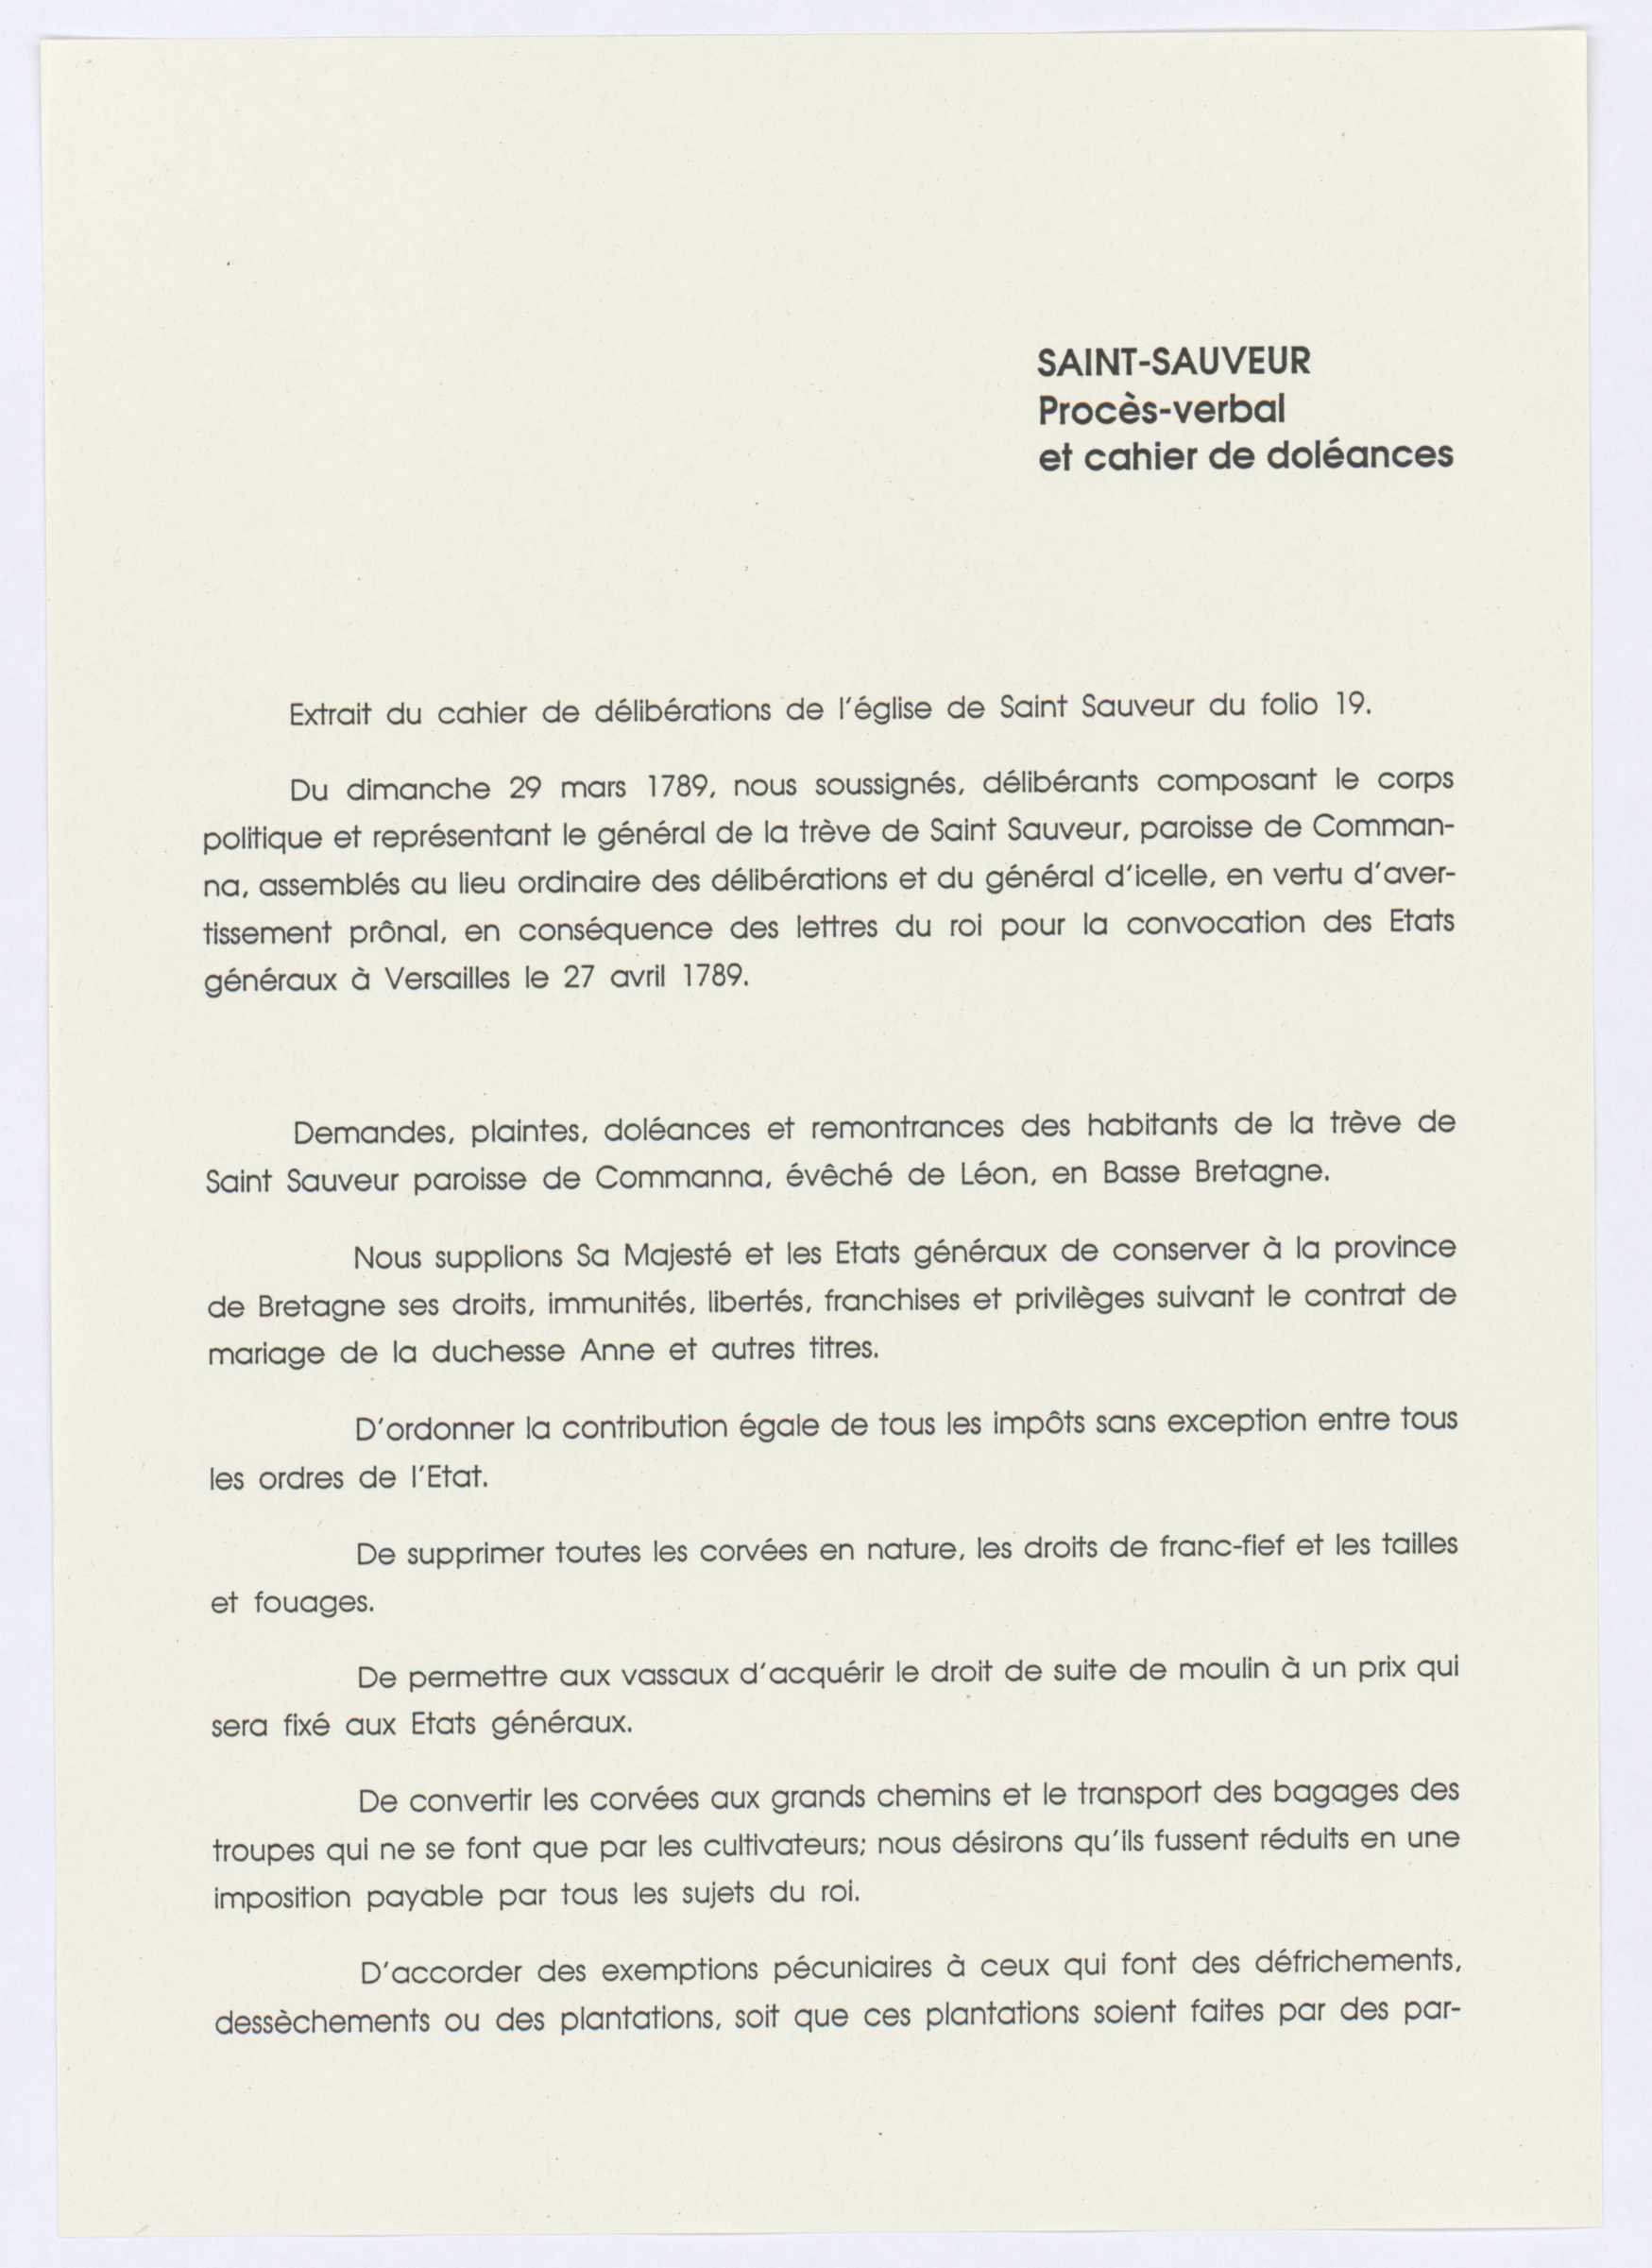 SAINT-SAUVEUR
Procès-verbal
et cahier de doléances
Extrait du cahier de délibérations de l'église de Saint Sauveur du folio 19.
Du dimanche 29 mars 1789, nous soussignés, délibérants composant le corps
politique et représentant le général de la trève de Saint Sauveur, paroisse de Comman-
na, assemblés au lieu ordinaire des délibérations et du général d'icelle, en vertu d'aver-
tissement prônal, en conséquence des lettres du roi pour la convocation des Etats
généraux à Versailles le 27 avril 1789.
Demandes, plaintes, doléances et remontrances des habitants de la trève de
Saint Sauveur paroisse de Commanna, évêché de Léon, en Basse Bretagne.
Nous supplions Sa Majesté et les Etats généraux de conserver à la province
de Bretagne ses droits, immunités, libertés, franchises et privilèges suivant le contrat de
mariage de la duchesse Anne et autres titres.
D'ordonner la contribution égale de tous les impôts sans exception entre tous
les ordres de l'Etat.
De supprimer toutes les corvées en nature, les droits de franc-fief et les tailles
et fouages.
De permettre aux vassaux d'acquérir le droit de suite de moulin à un prix qui
sera fixé aux Etats généraux.
De convertir les corvées aux grands chemins et le transport des bagages des
troupes qui ne se font que par les cultivateurs; nous désirons qu'ils fussent réduits en une
imposition payable par tous les sujets du roi.
D'accorder des exemptions pécuniaires à ceux qui font des défrichements,
dessèchements ou des plantations, soit que ces plantations soient faites par des par-